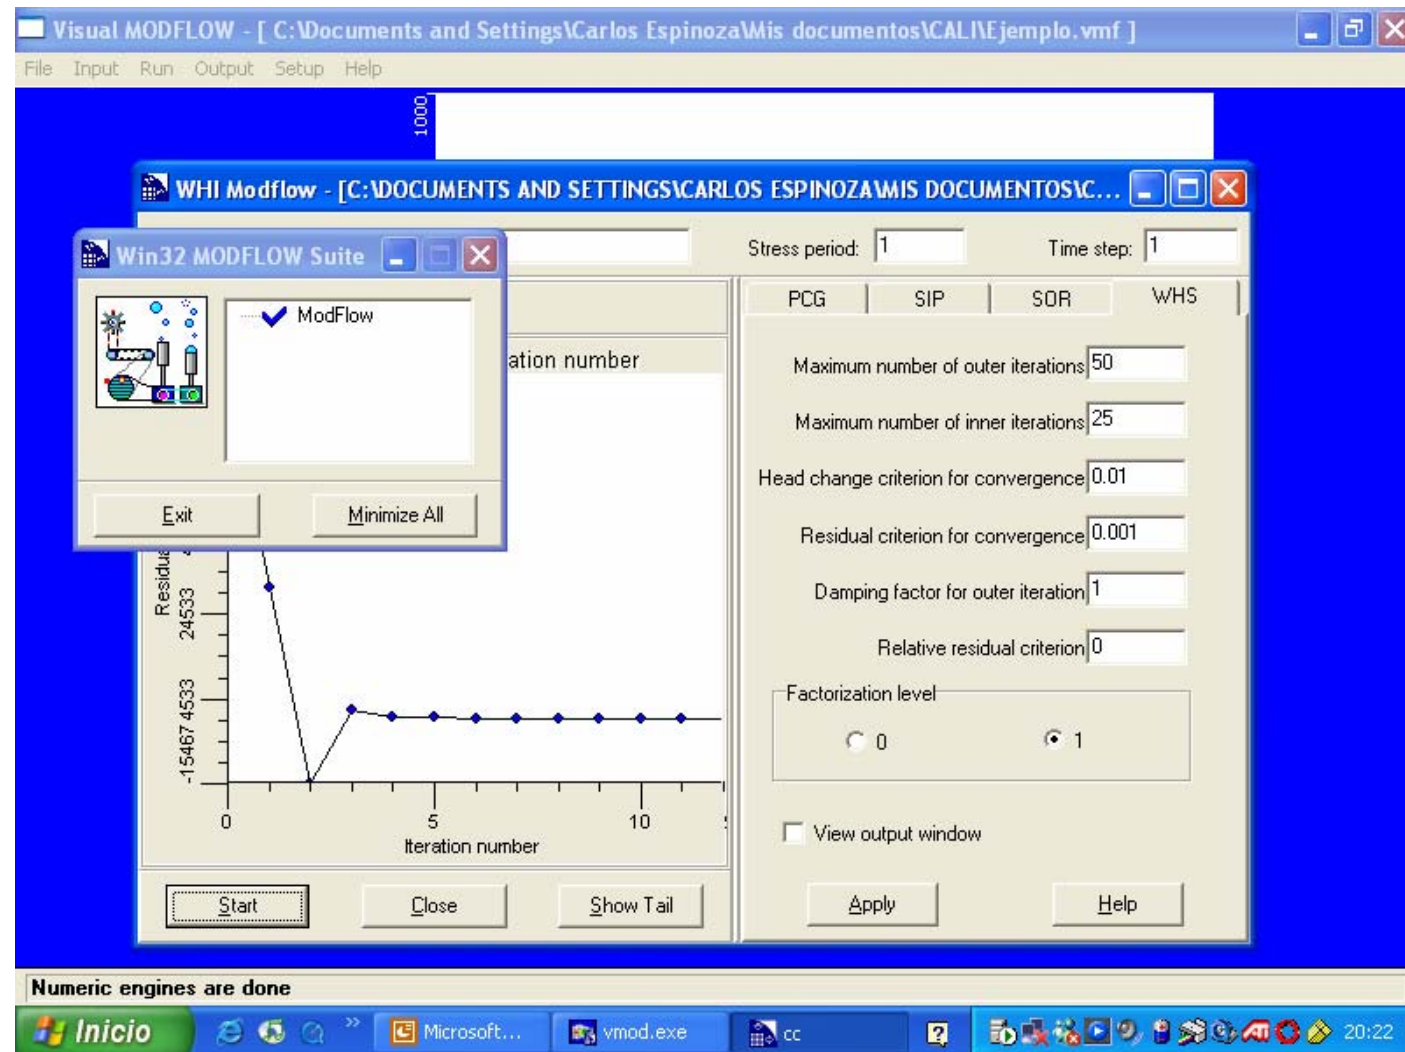 Visual MODFLOW - [ C:\Documents and Settings\Carlos Espinoza\Mis documentos\CALI\Ejemplo.vmf ]
File Input Run Output Setup Help
1000
WHI Modflow - [C:\DOCUMENTS AND SETTINGS\CARLOS ESPINOZA\MIS DOCUMENTOS\C...
Win32 MODFLOW Suite
Stress period: 1
Time step: 1
ModFlow
Exit
Minimize All
PCG SIP SOR WHS
ation number
Maximum number of outer iterations 50
Maximum number of inner iterations 25
Head change criterion for convergence 0.01
Residual criterion for convergence 0.001
Damping factor for outer iteration 1
Relative residual criterion 0
Factorization level
0 1
View output window
Apply Help
Residua
24533
4533
-15467
0 5 10
Iteration number
Start Close Show Tail
Numeric engines are done
Inicio
Microsoft...
vmod.exe
cc
ATI
20:22